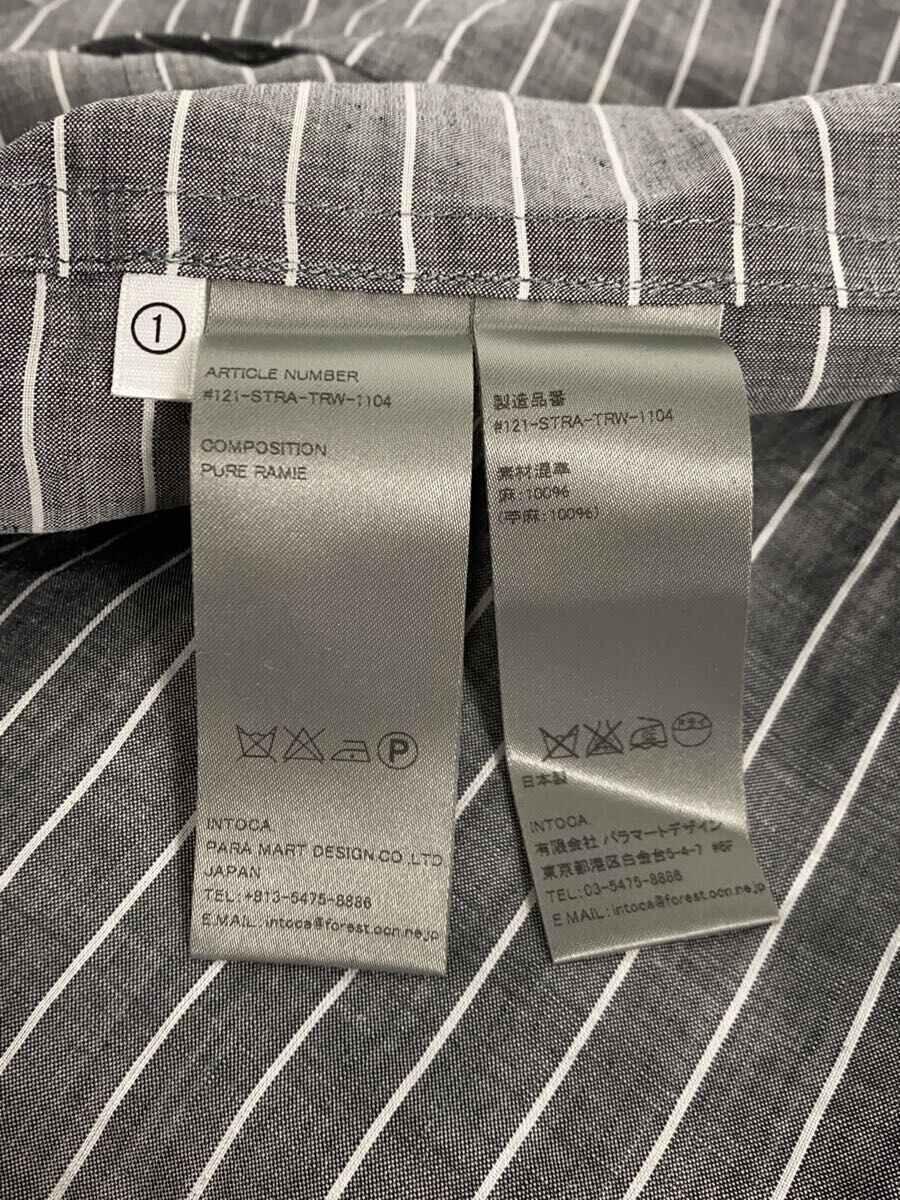 ①
ARTICLE NUMBER
#121-STRA-TRW-1104
COMPOSITION
PURE RAMIE
P
INTOCA
PARA MART DESIGN.CO.,LTD
JAPAN
TEL: +813-5475-8886
E MAIL: intoca@forest.ocn.ne.jp
製造品番
#121-STRA-TRW-1104
素材混率
麻:100%
(苧麻:100%)
ドライ
日本製
INTOCA
有限会社 パラマートデザイン
東京都港区白金台5-4-7 #6F
TEL: 03-5475-8886
E MAIL: intoca@forest.ocn.ne.jp